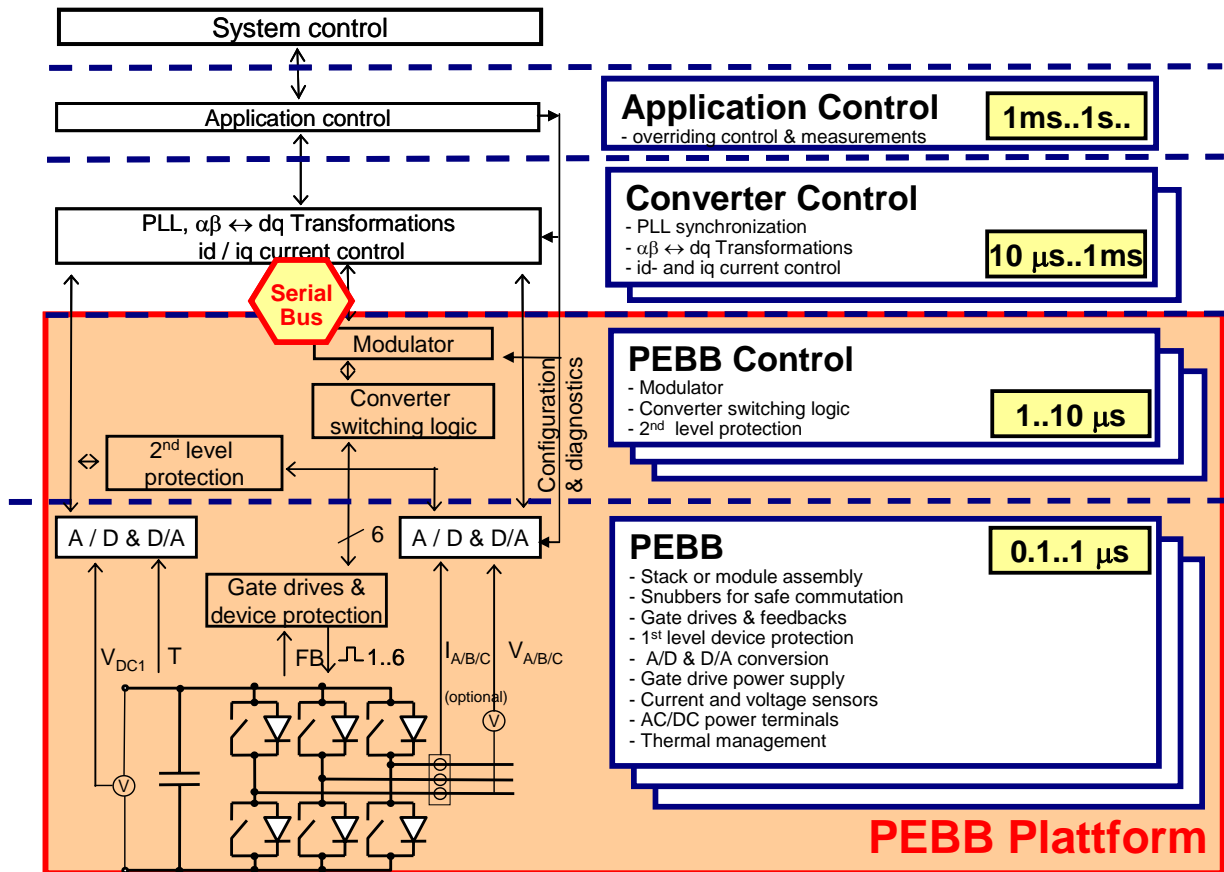 System control
Application control
PLL, αβ ↔ dq Transformations
id / iq current control
Serial
Bus
Modulator
Converter
switching logic
2nd level
protection
Configuration
& diagnostics
A / D & D/A
6
A / D & D/A
Gate drives &
device protection
VDC1
T
FB
1..6
IA/B/C
(optional)
VA/B/C
V
V
Application Control
- overriding control & measurements
1ms..1s..
Converter Control
- PLL synchronization
- αβ ↔ dq Transformations
- id- and iq current control
10 µs..1ms
PEBB Control
- Modulator
- Converter switching logic
- 2nd level protection
1..10 µs
PEBB
0.1..1 µs
- Stack or module assembly
- Snubbers for safe commutation
- Gate drives & feedbacks
- 1st level device protection
- A/D & D/A conversion
- Gate drive power supply
- Current and voltage sensors
- AC/DC power terminals
- Thermal management
PEBB Plattform